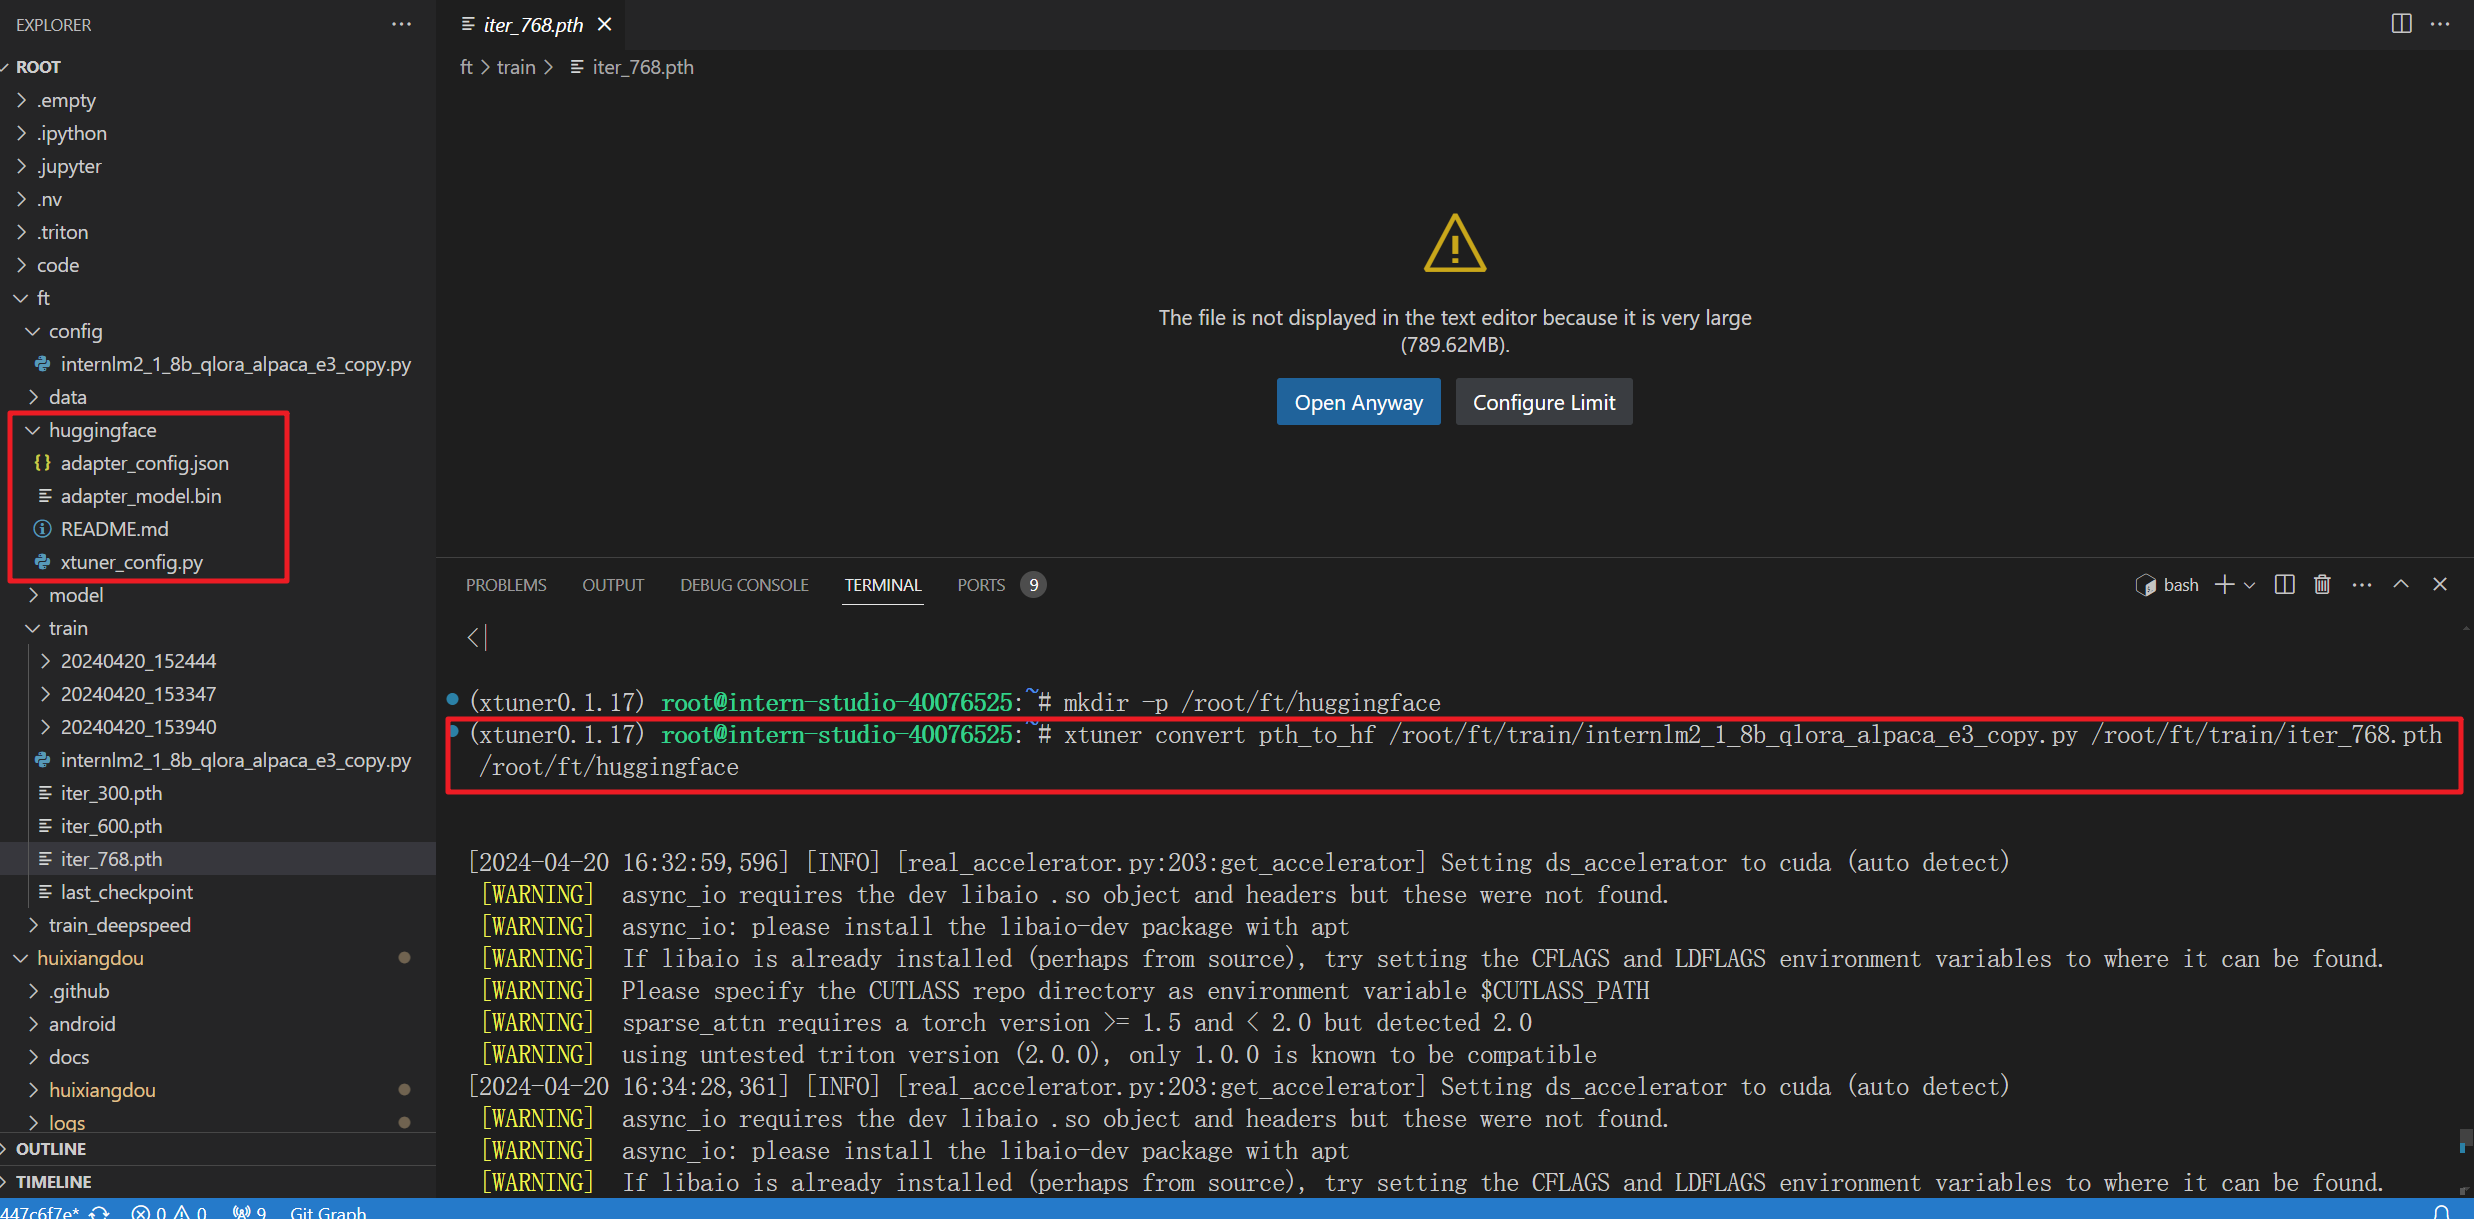 EXPLORER
ROOT
.empty
.ipython
.jupyter
.nv
.triton
code
ft
config
internlm2_1_8b_qlora_alpaca_e3_copy.py
data
huggingface
adapter_config.json
adapter_model.bin
README.md
xtuner_config.py
model
train
20240420_152444
20240420_153347
20240420_153940
internlm2_1_8b_qlora_alpaca_e3_copy.py
iter_300.pth
iter_600.pth
iter_768.pth
last_checkpoint
train_deepspeed
huixiangdou
.github
android
docs
huixiangdou
logs
OUTLINE
TIMELINE
iter_768.pth
ft > train > iter_768.pth
The file is not displayed in the text editor because it is very large
(789.62MB).
Open Anyway Configure Limit
PROBLEMS OUTPUT DEBUG CONSOLE TERMINAL PORTS 9 bash
(xtuner0.1.17) root@intern-studio-40076525:~# mkdir -p /root/ft/huggingface
(xtuner0.1.17) root@intern-studio-40076525:~# xtuner convert pth_to_hf /root/ft/train/internlm2_1_8b_qlora_alpaca_e3_copy.py /root/ft/train/iter_768.pth
/root/ft/huggingface
[2024-04-20 16:32:59,596] [INFO] [real_accelerator.py:203:get_accelerator] Setting ds_accelerator to cuda (auto detect)
[WARNING] async_io requires the dev libaio .so object and headers but these were not found.
[WARNING] async_io: please install the libaio-dev package with apt
[WARNING] If libaio is already installed (perhaps from source), try setting the CFLAGS and LDFLAGS environment variables to where it can be found.
[WARNING] Please specify the CUTLASS repo directory as environment variable $CUTLASS_PATH
[WARNING] sparse_attn requires a torch version >= 1.5 and < 2.0 but detected 2.0
[WARNING] using untested triton version (2.0.0), only 1.0.0 is known to be compatible
[2024-04-20 16:34:28,361] [INFO] [real_accelerator.py:203:get_accelerator] Setting ds_accelerator to cuda (auto detect)
[WARNING] async_io requires the dev libaio .so object and headers but these were not found.
[WARNING] async_io: please install the libaio-dev package with apt
[WARNING] If libaio is already installed (perhaps from source), try setting the CFLAGS and LDFLAGS environment variables to where it can be found.
447c6f7e* 0 0 9 Git Graph